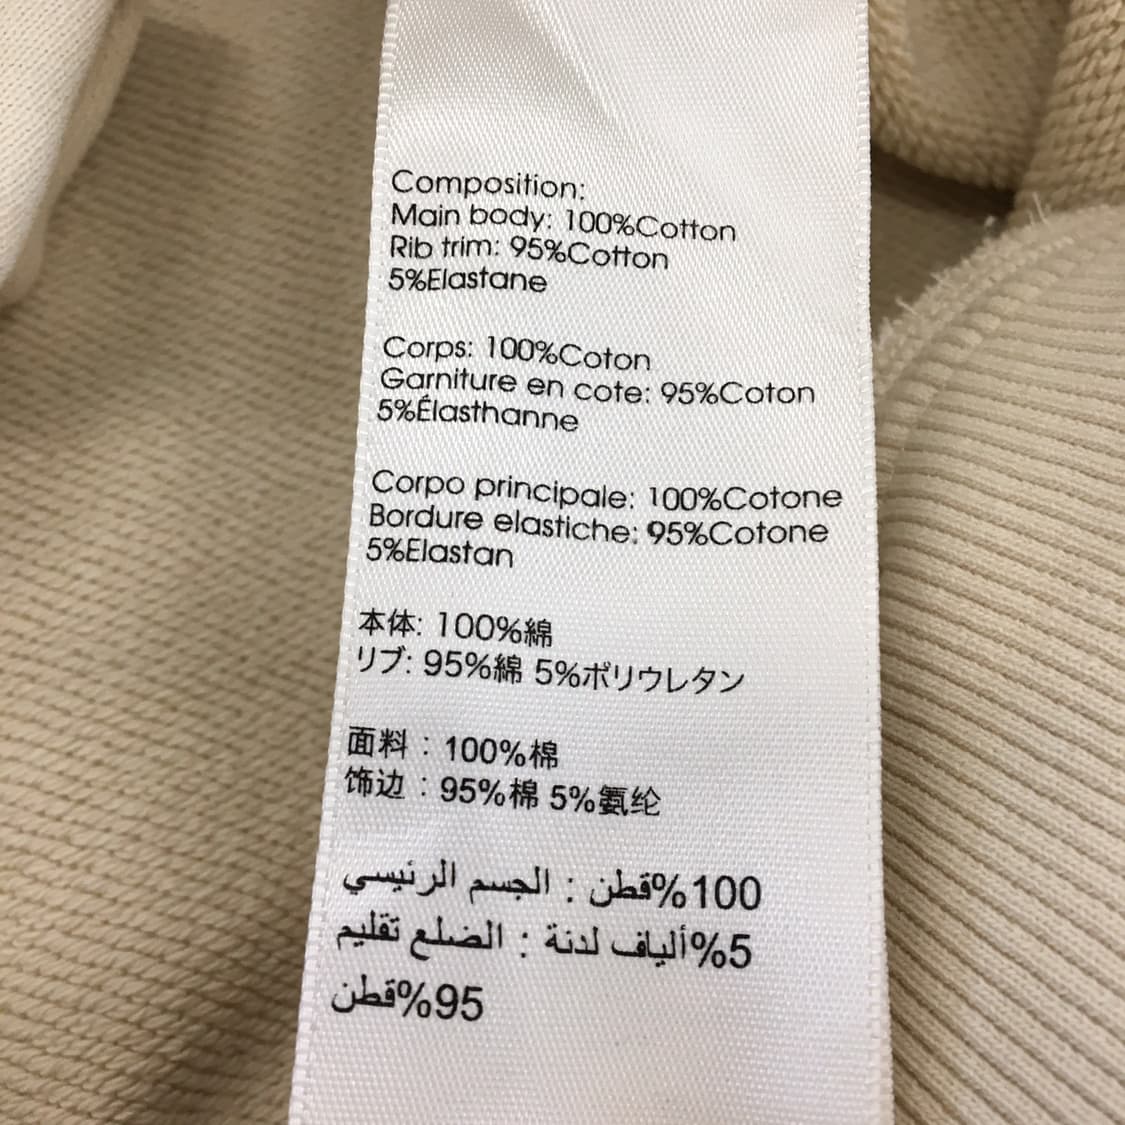 Composition:
Main body: 100%Cotton
Rib trim: 95%Cotton
5%Elastane
Corps: 100%Coton
Garniture en cote: 95%Coton
5%Élasthanne
Corpo principale: 100%Cotone
Bordure elastiche: 95%Cotone
5%Elastan
本体: 100%綿
リブ: 95%綿 5%ポリウレタン
面料：100%棉
饰边：95%棉 5%氨纶
100%قطن : الجسم الرئيسي
5%ألياف لدنة : الضلع تقليم
95%قطن